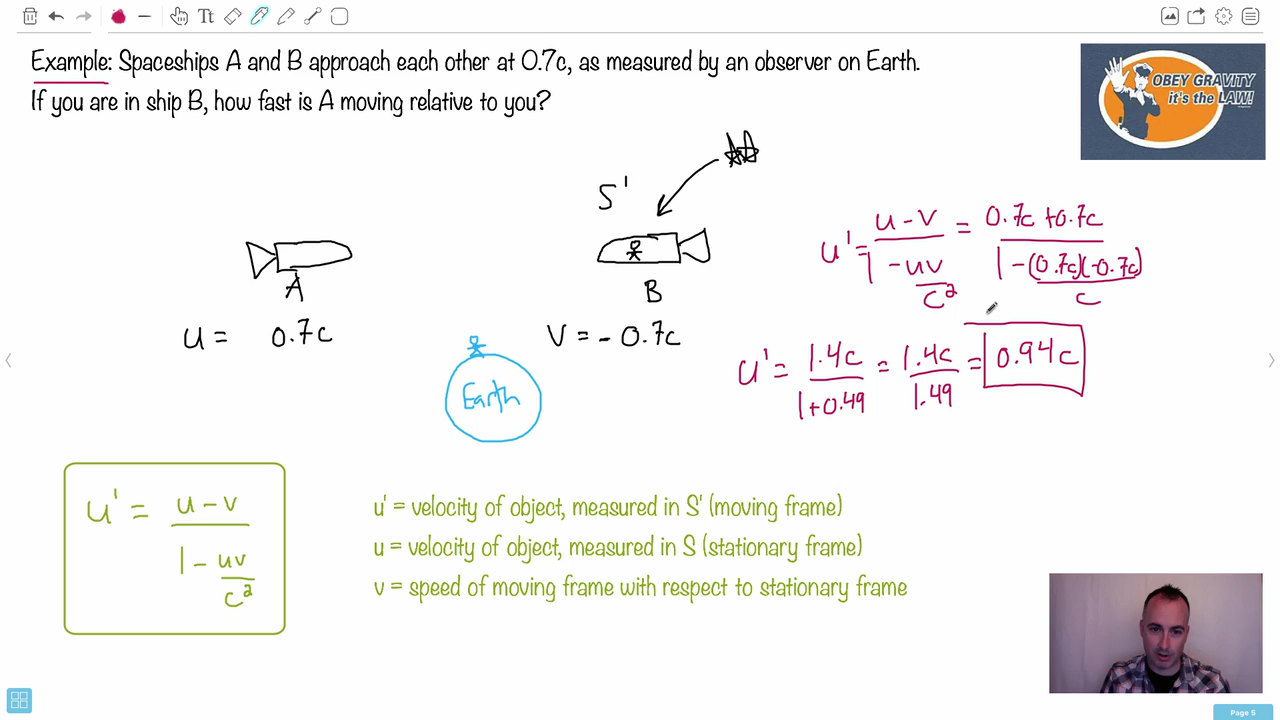 Example: Spaceships A and B approach each other at 0.7c, as measured by an observer on Earth.
If you are in ship B, how fast is A moving relative to you?
OBEY GRAVITY
it's the LAW!
S'
A
B
u = 0.7c
v = - 0.7c
Earth
u' = u - v / 1 - uv/c² = 0.7c + 0.7c / 1 - (0.7c)(-0.7c)/c
u' = 1.4c / 1+0.49 = 1.4c / 1.49 = 0.94c
u' = u - v / 1 - uv/c²
u' = velocity of object, measured in S' (moving frame)
u = velocity of object, measured in S (stationary frame)
v = speed of moving frame with respect to stationary frame
Tt
Page 5